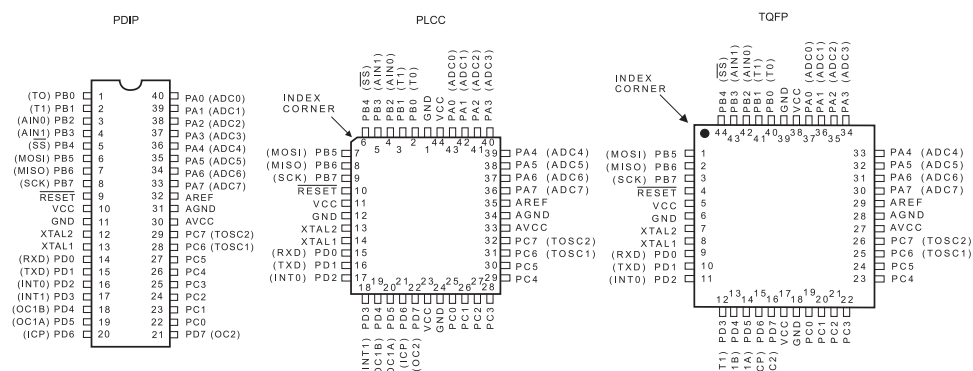 PDIP
(TO) PB0 1
(T1) PB1 2
(AIN0) PB2 3
(AIN1) PB3 4
(SS) PB4 5
(MOSI) PB5 6
(MISO) PB6 7
(SCK) PB7 8
RESET 9
VCC 10
GND 11
XTAL2 12
XTAL1 13
(RXD) PD0 14
(TXD) PD1 15
(INT0) PD2 16
(INT1) PD3 17
(OC1B) PD4 18
(OC1A) PD5 19
(ICP) PD6 20
40 PA0 (ADC0)
39 PA1 (ADC1)
38 PA2 (ADC2)
37 PA3 (ADC3)
36 PA4 (ADC4)
35 PA5 (ADC5)
34 PA6 (ADC6)
33 PA7 (ADC7)
32 AREF
31 AGND
30 AVCC
29 PC7 (TOSC2)
28 PC6 (TOSC1)
27 PC5
26 PC4
25 PC3
24 PC2
23 PC1
22 PC0
21 PD7 (OC2)
PLCC
INDEX
CORNER
PB4 (SS)
PB3 (AIN1)
PB2 (AIN0)
PB1 (T1)
PB0 (T0)
GND
VCC
PA0 (ADC0)
PA1 (ADC1)
PA2 (ADC2)
PA3 (ADC3)
6 5 4 3 2 1 44 43 42 41 40
(MOSI) PB5 7
(MISO) PB6 8
(SCK) PB7 9
RESET 10
VCC 11
GND 12
XTAL2 13
XTAL1 14
(RXD) PD0 15
(TXD) PD1 16
(INT0) PD2 17
39 PA4 (ADC4)
38 PA5 (ADC5)
37 PA6 (ADC6)
36 PA7 (ADC7)
35 AREF
34 AGND
33 AVCC
32 PC7 (TOSC2)
31 PC6 (TOSC1)
30 PC5
29 PC4
18 19 20 21 22 23 24 25 26 27 28
INT1) PD3
OC1B) PD4
OC1A) PD5
(ICP) PD6
(OC2) PD7
VCC
GND
PC0
PC1
PC2
PC3
TQFP
INDEX
CORNER
PB4 (SS)
PB3 (AIN1)
PB2 (AIN0)
PB1 (T1)
PB0 (T0)
GND
VCC
PA0 (ADC0)
PA1 (ADC1)
PA2 (ADC2)
PA3 (ADC3)
44 43 42 41 40 39 38 37 36 35 34
(MOSI) PB5 1
(MISO) PB6 2
(SCK) PB7 3
RESET 4
VCC 5
GND 6
XTAL2 7
XTAL1 8
(RXD) PD0 9
(TXD) PD1 10
(INT0) PD2 11
33 PA4 (ADC4)
32 PA5 (ADC5)
31 PA6 (ADC6)
30 PA7 (ADC7)
29 AREF
28 AGND
27 AVCC
26 PC7 (TOSC2)
25 PC6 (TOSC1)
24 PC5
23 PC4
12 13 14 15 16 17 18 19 20 21 22
T1) PD3
1B) PD4
1A) PD5
CP) PD6
C2) PD7
VCC
GND
PC0
PC1
PC2
PC3